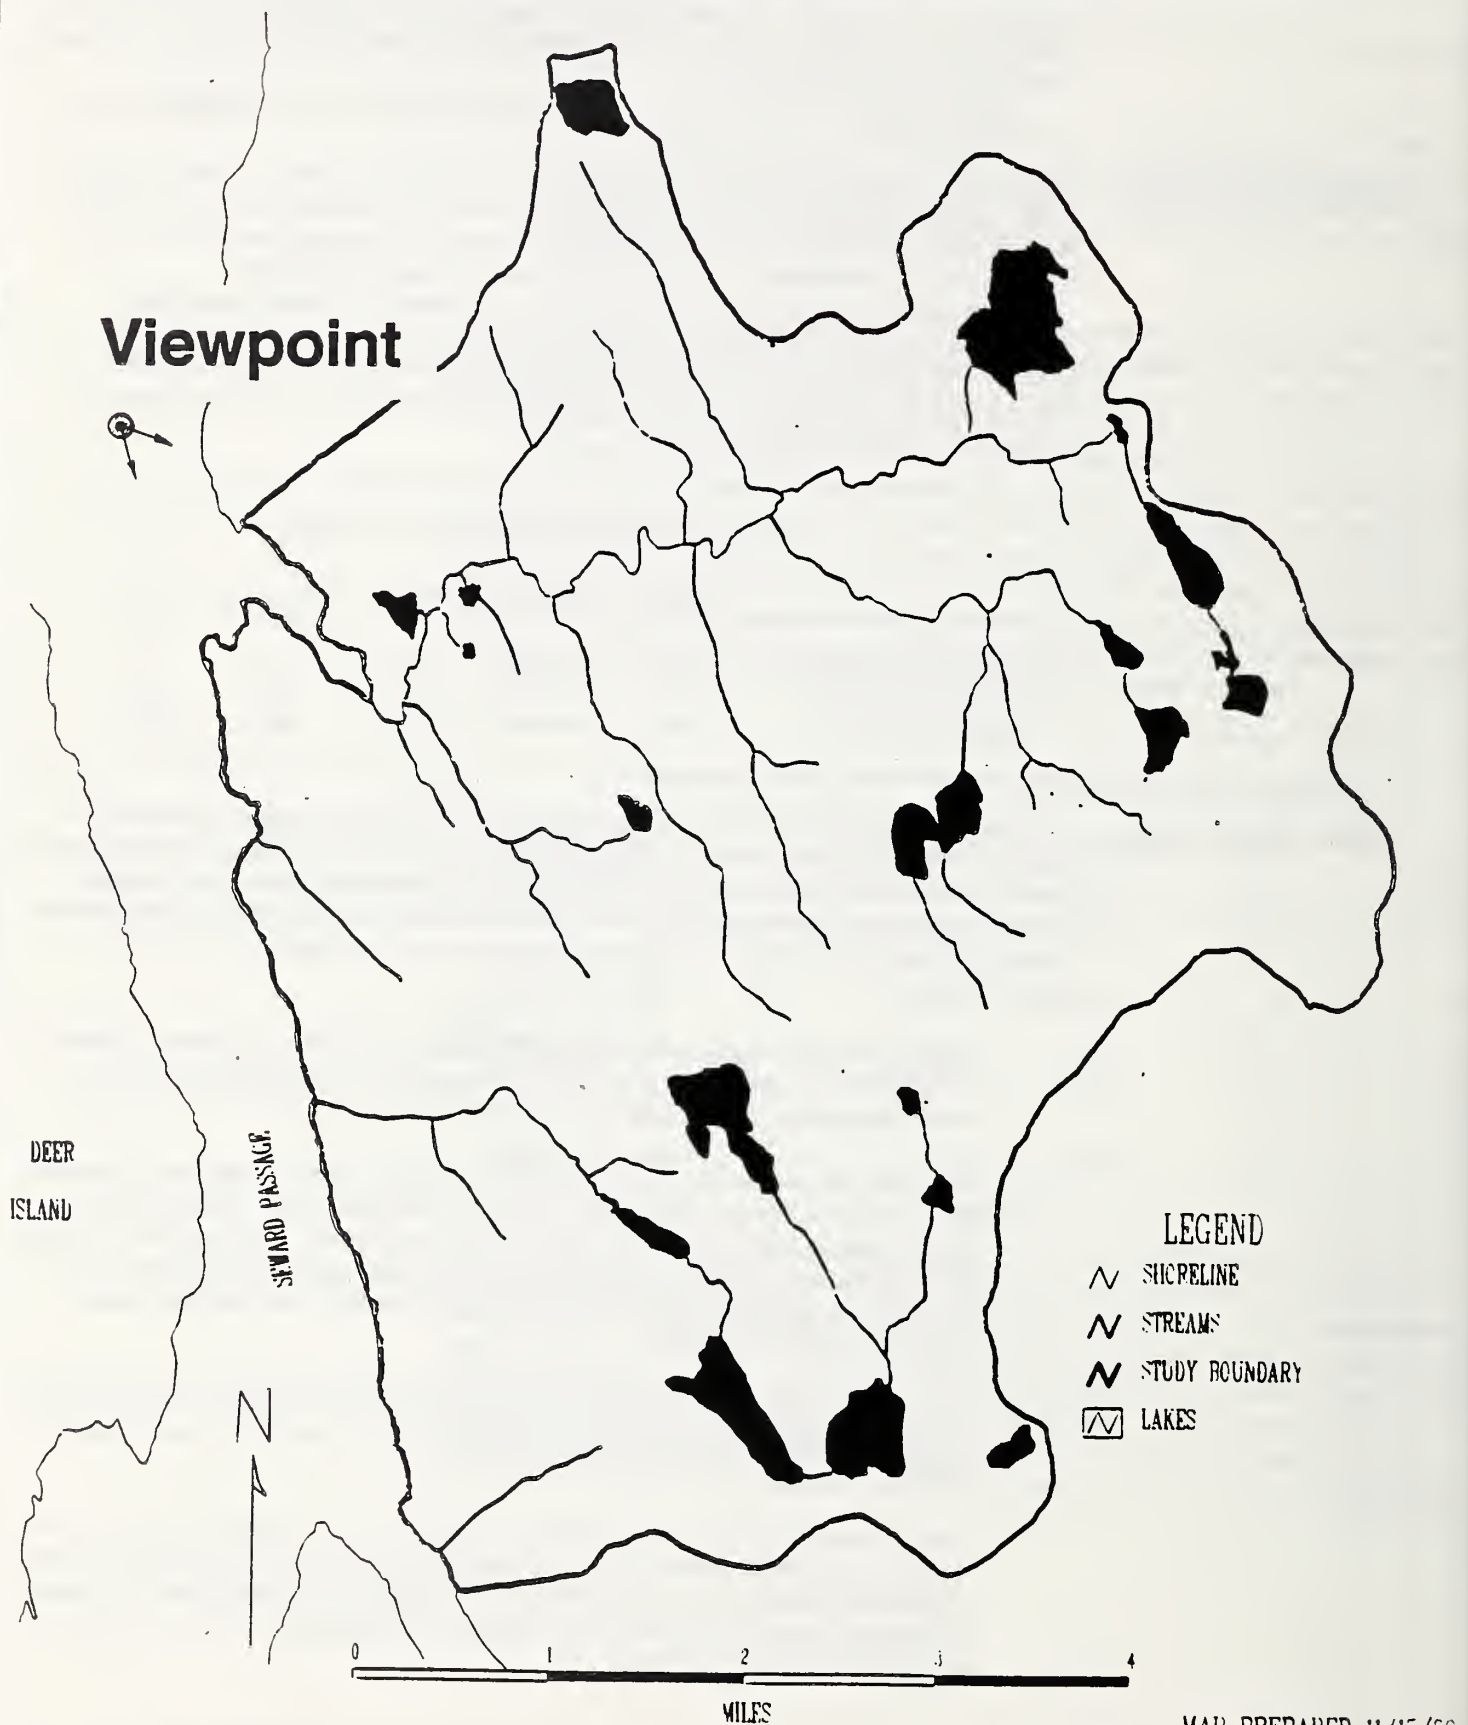 Viewpoint
DEER
ISLAND
SEWARD PASSAGE
N
LEGEND
SHORELINE
STREAMS
STUDY BOUNDARY
LAKES
0 1 2 3 4
MILES
MAP PREPARED